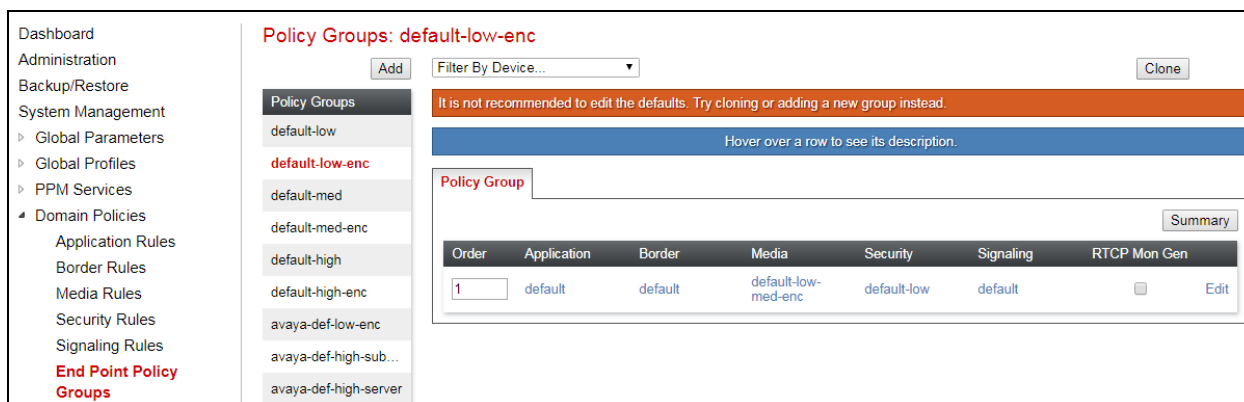 Dashboard
Administration
Backup/Restore
System Management
Global Parameters
Global Profiles
PPM Services
Domain Policies
Application Rules
Border Rules
Media Rules
Security Rules
Signaling Rules
End Point Policy
Groups
Policy Groups: default-low-enc
Add
Filter By Device...
Clone
Policy Groups
default-low
default-low-enc
default-med
default-med-enc
default-high
default-high-enc
avaya-def-low-enc
avaya-def-high-sub...
avaya-def-high-server
It is not recommended to edit the defaults. Try cloning or adding a new group instead.
Hover over a row to see its description.
Policy Group
Summary
Order Application Border Media Security Signaling RTCP Mon Gen
1 default default default-low-med-enc default-low default Edit